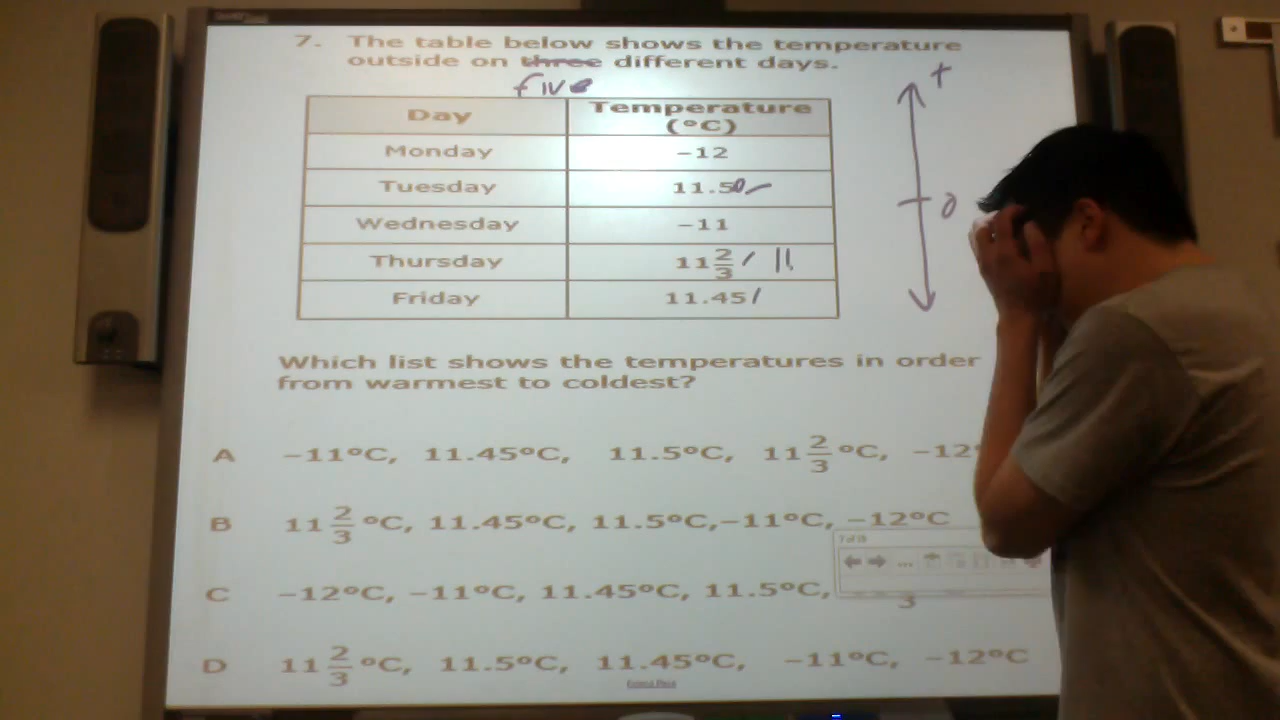 7. The table below shows the temperature
outside on three different days.
five
Day Temperature (°C)
Monday -12
Tuesday 11.50
Wednesday -11
Thursday 11 2/3 11.
Friday 11.45
+
0
Which list shows the temperatures in order
from warmest to coldest?
A -11°C, 11.45°C, 11.5°C, 11 2/3 °C, -12°
B 11 2/3 °C, 11.45°C, 11.5°C, -11°C, -12°C
C -12°C, -11°C, 11.45°C, 11.5°C, 3
D 11 2/3 °C, 11.5°C, 11.45°C, -11°C, -12°C